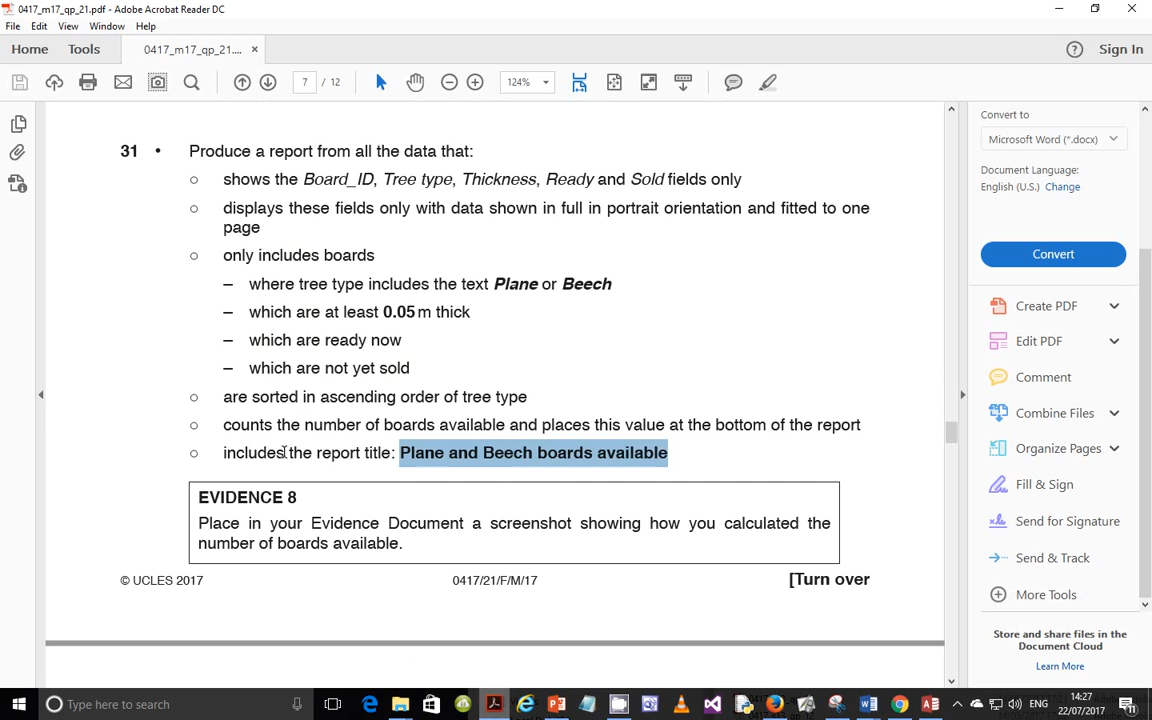 0417_m17_qp_21.pdf - Adobe Acrobat Reader DC
File Edit View Window Help
Home Tools 0417_m17_qp_21.... × Sign In
7 / 12 124%
31 • Produce a report from all the data that:
○ shows the Board_ID, Tree type, Thickness, Ready and Sold fields only
○ displays these fields only with data shown in full in portrait orientation and fitted to one
page
○ only includes boards
– where tree type includes the text Plane or Beech
– which are at least 0.05 m thick
– which are ready now
– which are not yet sold
○ are sorted in ascending order of tree type
○ counts the number of boards available and places this value at the bottom of the report
○ includes the report title: Plane and Beech boards available
EVIDENCE 8
Place in your Evidence Document a screenshot showing how you calculated the
number of boards available.
© UCLES 2017 0417/21/F/M/17 [Turn over
Convert to
Microsoft Word (*.docx)
Document Language:
English (U.S.) Change
Convert
Create PDF
Edit PDF
Comment
Combine Files
Organize Pages
Fill & Sign
Send for Signature
Send & Track
More Tools
Store and share files in the
Document Cloud
Learn More
Type here to search
ENG
14:27
22/07/2017